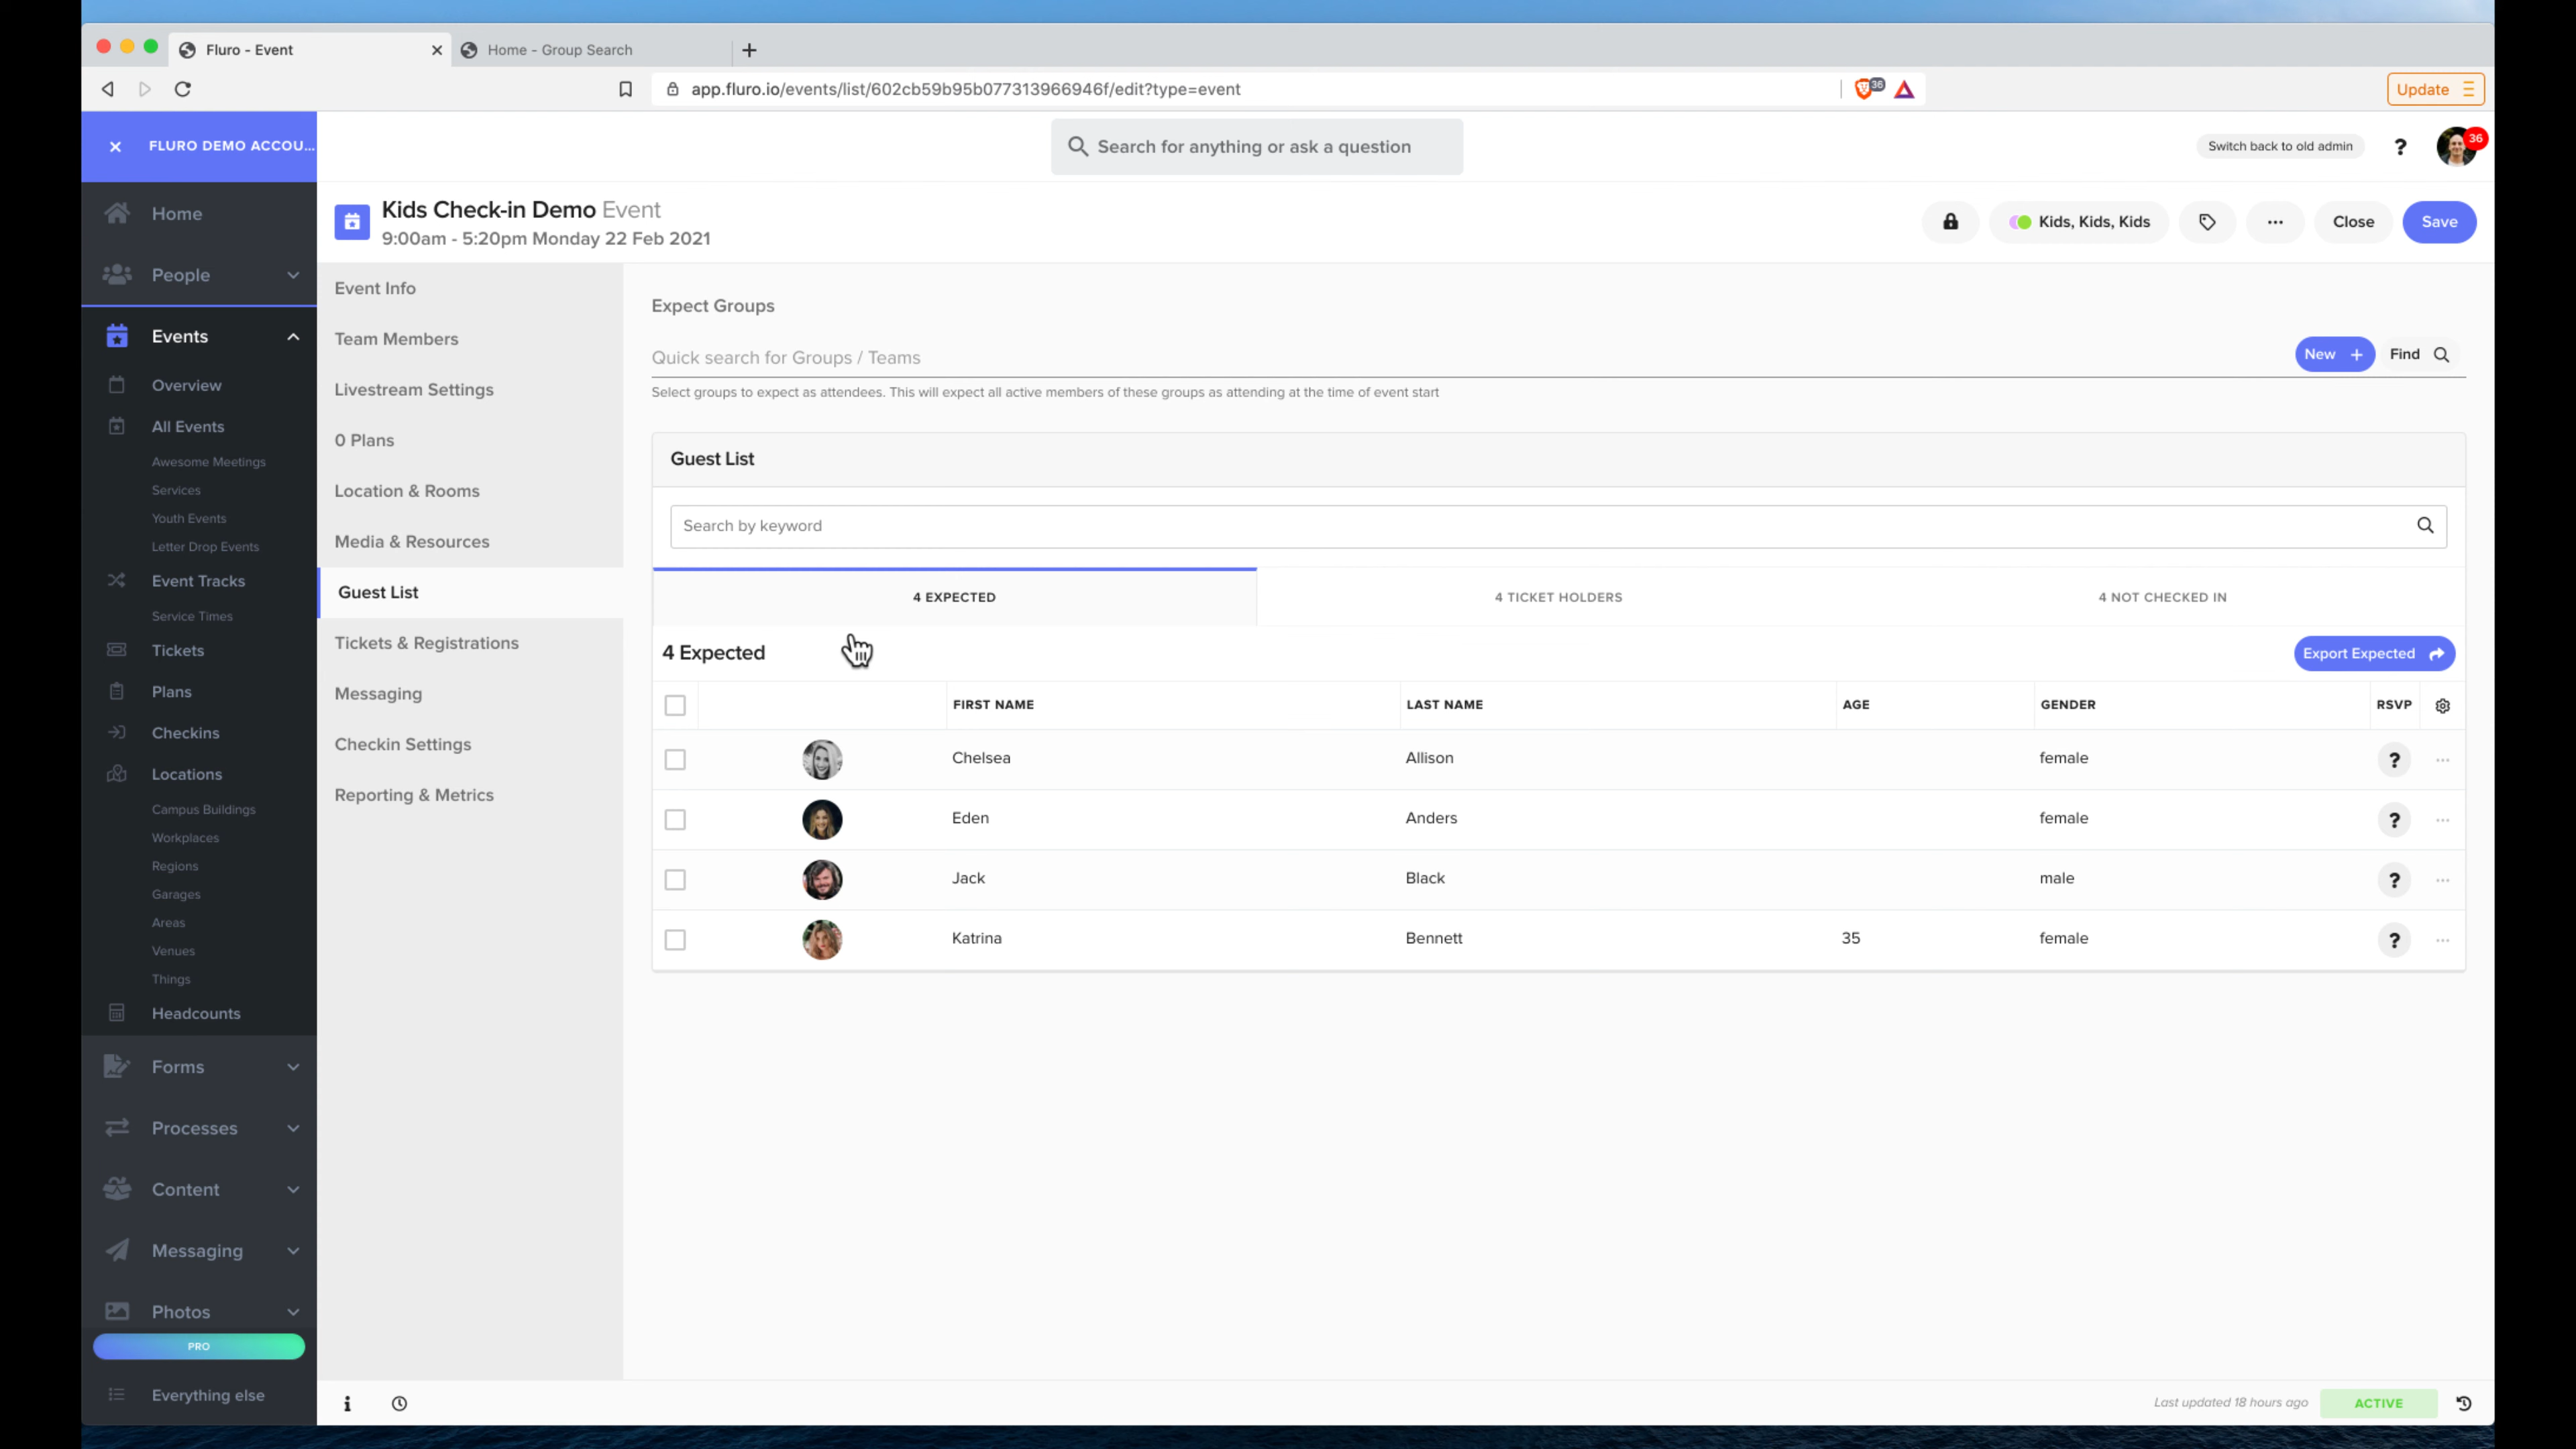 Fluro - Event
Home - Group Search
app.fluro.io/events/list/602cb59b95b077313966946f/edit?type=event
36
Update
FLURO DEMO ACCOU...
Search for anything or ask a question
Switch back to old admin
?
36
Kids Check-in Demo Event
9:00am - 5:20pm Monday 22 Feb 2021
Kids, Kids, Kids
...
Close
Save
Home
People
Events
Overview
All Events
Awesome Meetings
Services
Youth Events
Letter Drop Events
Event Tracks
Service Times
Tickets
Plans
Checkins
Locations
Campus Buildings
Workplaces
Regions
Garages
Areas
Venues
Things
Headcounts
Forms
Processes
Content
Messaging
Photos
PRO
Everything else
Event Info
Team Members
Livestream Settings
0 Plans
Location & Rooms
Media & Resources
Guest List
Tickets & Registrations
Messaging
Checkin Settings
Reporting & Metrics
Expect Groups
Quick search for Groups / Teams
New +
Find
Select groups to expect as attendees. This will expect all active members of these groups as attending at the time of event start
Guest List
Search by keyword
4 EXPECTED
4 TICKET HOLDERS
4 NOT CHECKED IN
4 Expected
Export Expected
FIRST NAME LAST NAME AGE GENDER RSVP
Chelsea Allison female ? ...
Eden Anders female ? ...
Jack Black male ? ...
Katrina Bennett 35 female ? ...
Last updated 18 hours ago
ACTIVE